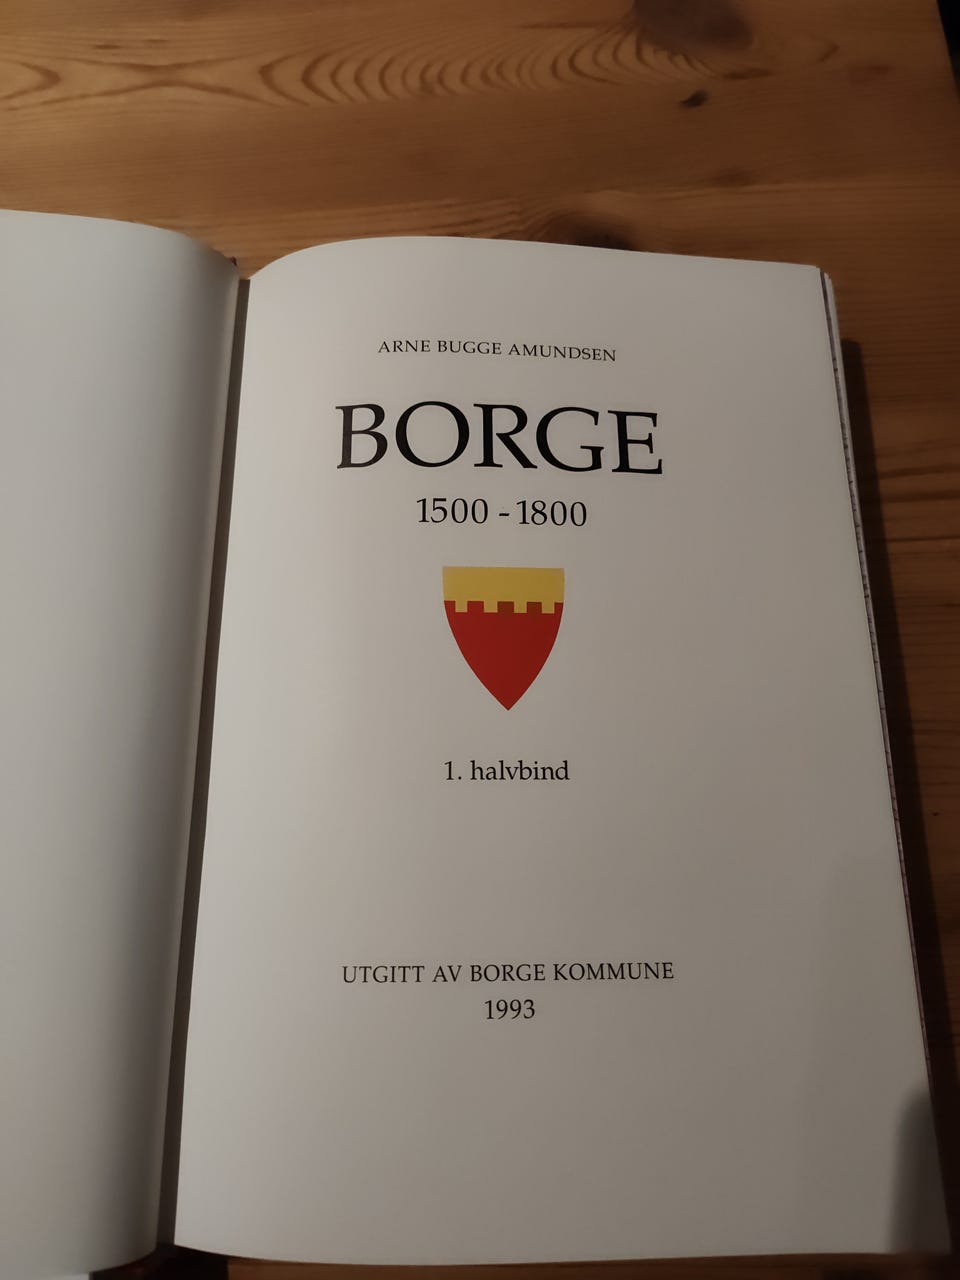 ARNE BUGGE AMUNDSEN
BORGE
1500 - 1800
1. halvbind
UTGITT AV BORGE KOMMUNE
1993